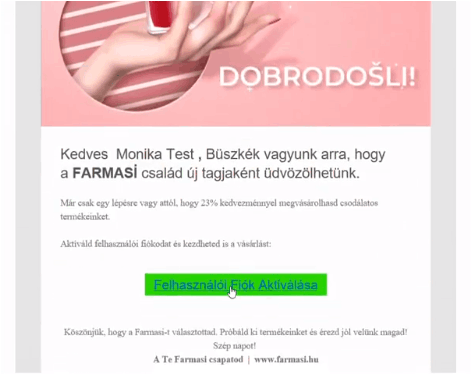 DOBRODOŠLI!
Kedves Monika Test , Büszkék vagyunk arra, hogy
a FARMASİ család új tagjaként üdvözölhetünk.
Már csak egy lépésre vagy attól, hogy 23% kedvezménnyel megvásárolhasd csodálatos
termékeinket.
Aktiváld felhasználói fiókodat és kezdheted is a vásárlást:
Felhasználói Fiók Aktiválása
Köszönjük, hogy a Farmasi-t választottad. Próbáld ki termékeinket és érezd jól velünk magad!
Szép napot!
A Te Farmasi csapatod | www.farmasi.hu